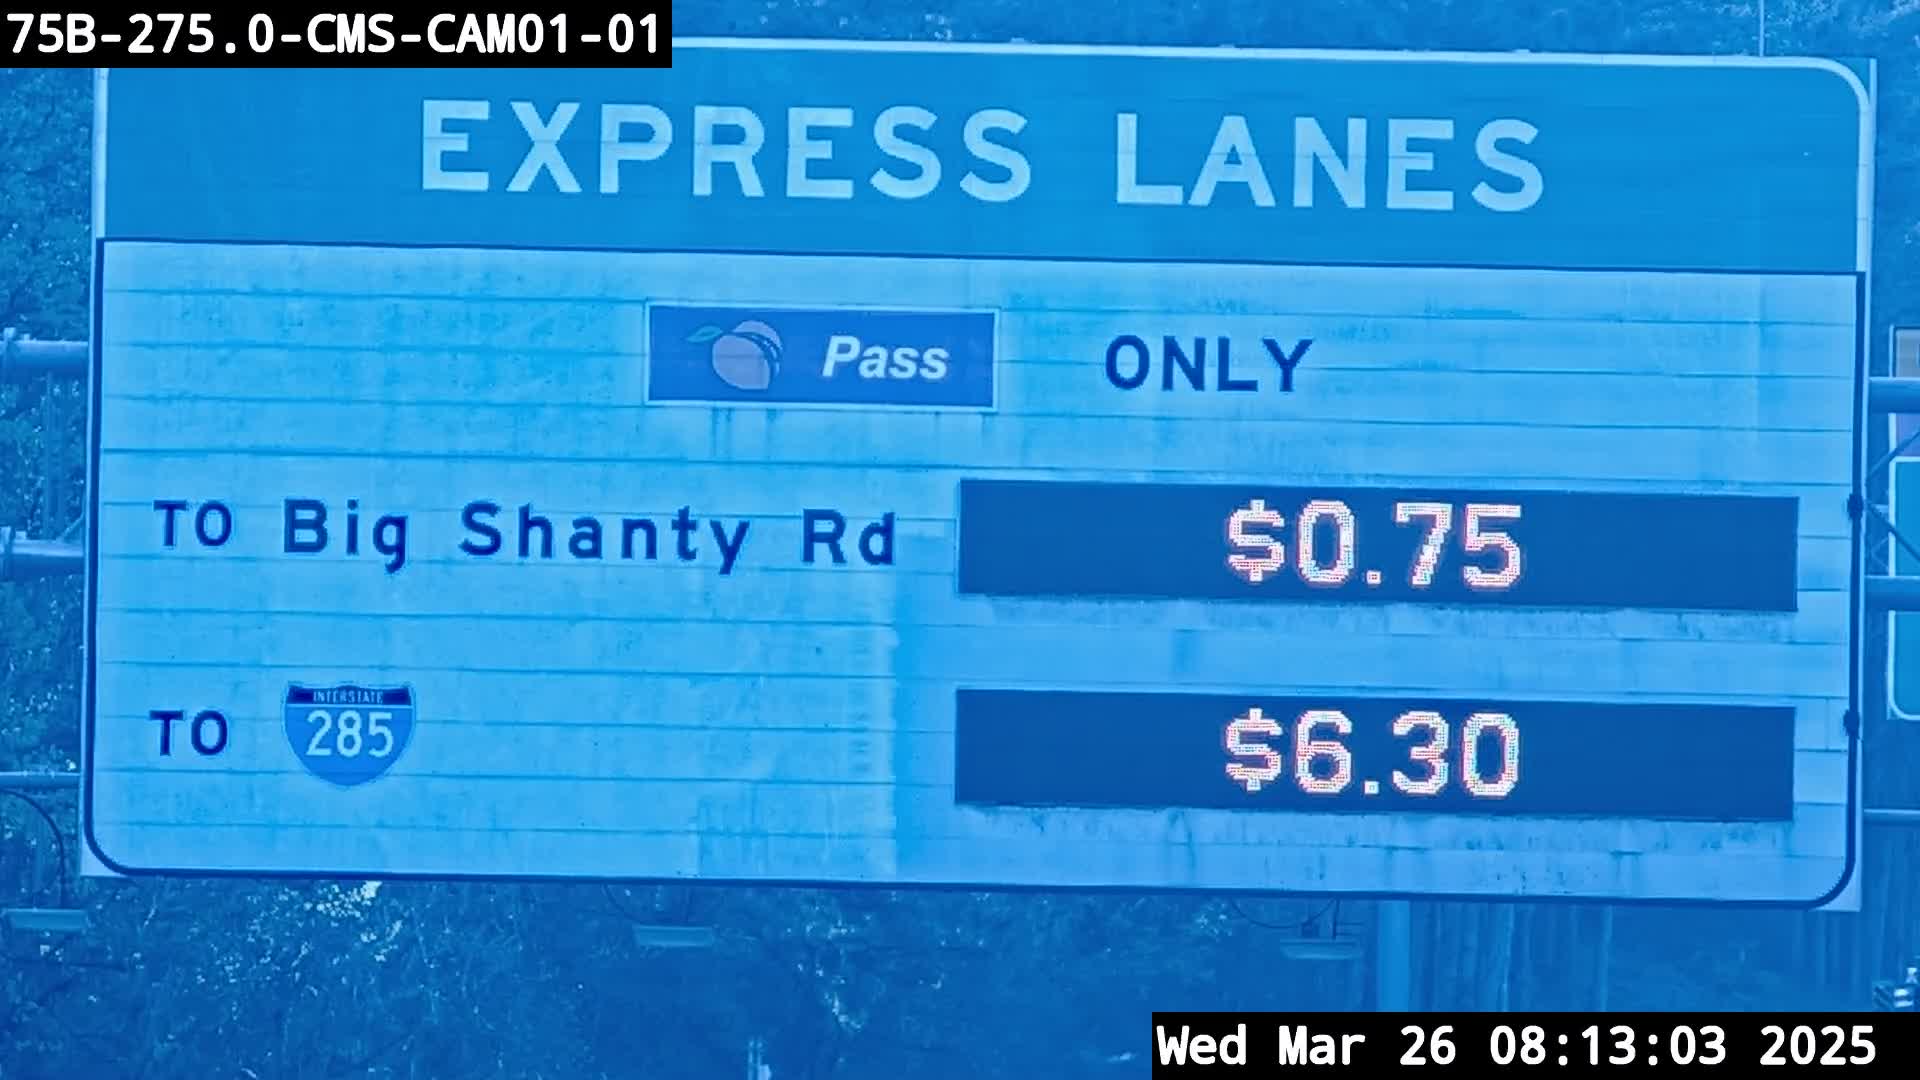 75B-275.0-CMS-CAM01-01
EXPRESS LANES
Pass ONLY
TO Big Shanty Rd $0.75
TO INTERSTATE 285 $6.30
Wed Mar 26 08:13:03 2025